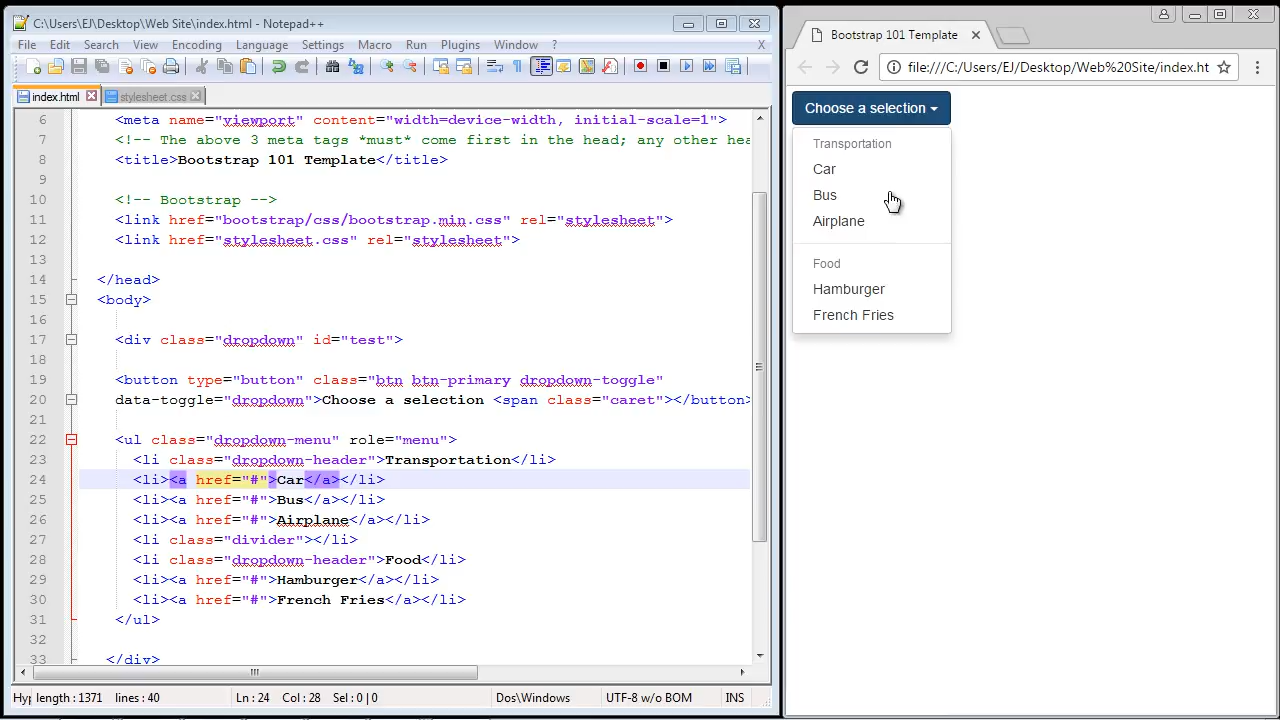 C:\Users\EJ\Desktop\Web Site\index.html - Notepad++
File Edit Search View Encoding Language Settings Macro Run Plugins Window ? X
index.html stylesheet.css
6 <meta name="viewport" content="width=device-width, initial-scale=1">
7 <!-- The above 3 meta tags *must* come first in the head; any other hea
8 <title>Bootstrap 101 Template</title>
9
10 <!-- Bootstrap -->
11 <link href="bootstrap/css/bootstrap.min.css" rel="stylesheet">
12 <link href="stylesheet.css" rel="stylesheet">
13
14 </head>
15 <body>
16
17 <div class="dropdown" id="test">
18
19 <button type="button" class="btn btn-primary dropdown-toggle"
20 data-toggle="dropdown">Choose a selection <span class="caret"></button>
21
22 <ul class="dropdown-menu" role="menu">
23 <li class="dropdown-header">Transportation</li>
24 <li><a href="#">Car</a></li>
25 <li><a href="#">Bus</a></li>
26 <li><a href="#">Airplane</a></li>
27 <li class="divider"></li>
28 <li class="dropdown-header">Food</li>
29 <li><a href="#">Hamburger</a></li>
30 <li><a href="#">French Fries</a></li>
31 </ul>
32
33 </div>
Hyp length : 1371 lines : 40 Ln : 24 Col : 28 Sel : 0 | 0 Dos\Windows UTF-8 w/o BOM INS
Bootstrap 101 Template
file:///C:/Users/EJ/Desktop/Web%20Site/index.ht
Choose a selection
Transportation
Car
Bus
Airplane
Food
Hamburger
French Fries